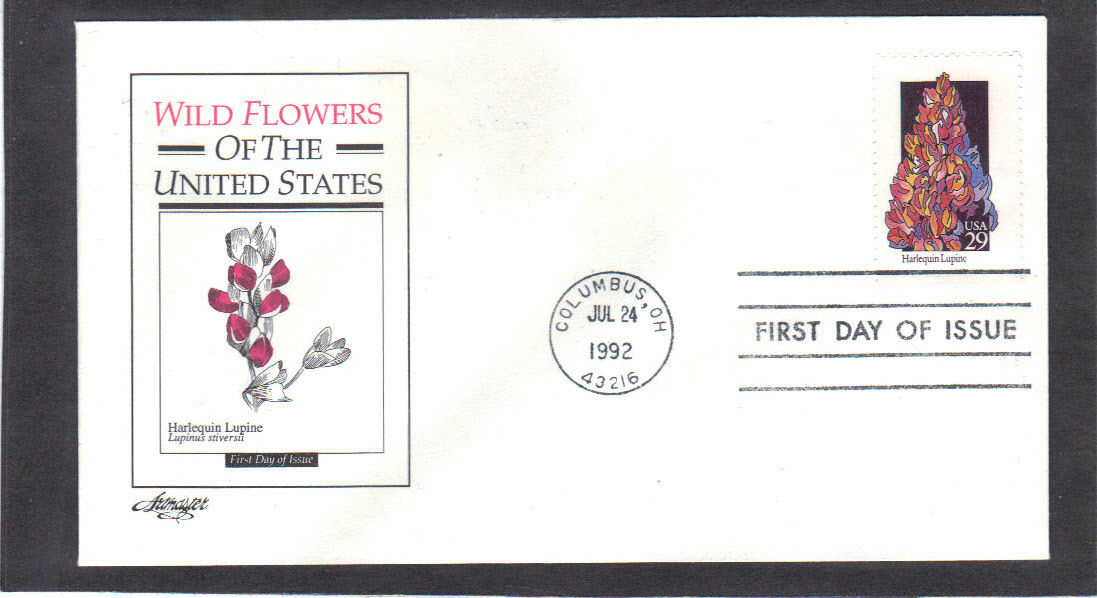 WILD FLOWERS
OF THE
UNITED STATES
Harlequin Lupine
Lupinus stiversii
First Day of Issue
Artmaster
USA
29
Harlequin Lupine
COLUMBUS, OH
JUL 24
1992
43216
FIRST DAY OF ISSUE